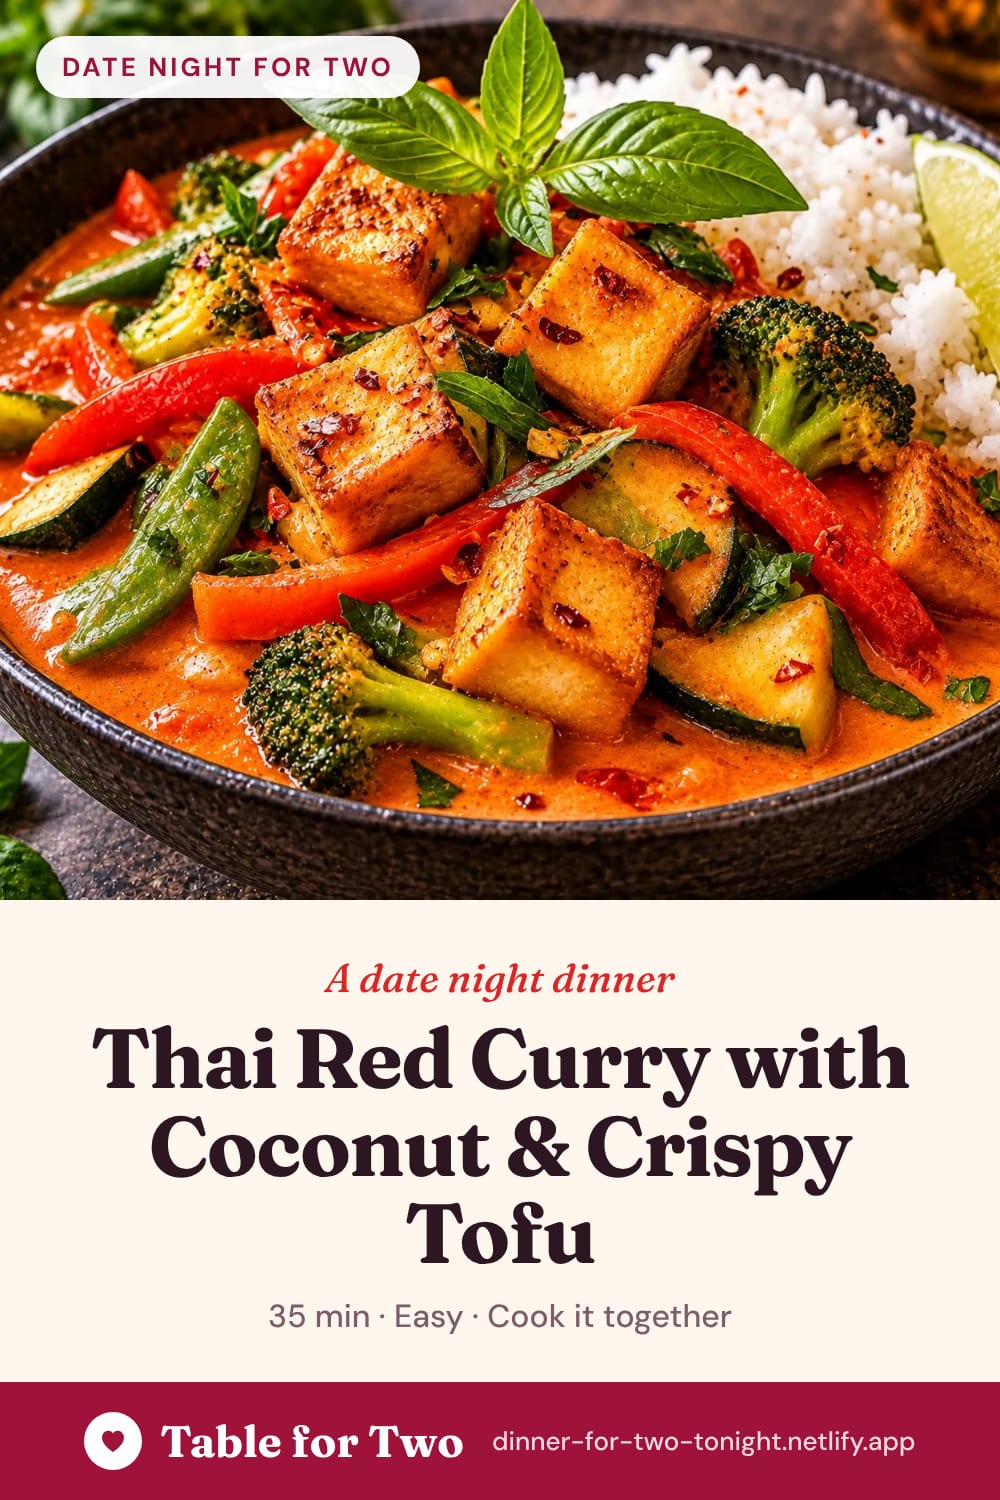 DATE NIGHT FOR TWO
A date night dinner
Thai Red Curry with
Coconut & Crispy
Tofu
35 min · Easy · Cook it together
Table for Two
dinner-for-two-tonight.netlify.app